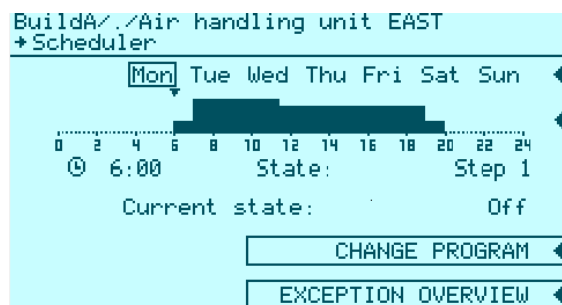 BuildA/./Air handling unit EAST
→Scheduler
Mon Tue Wed Thu Fri Sat Sun
0 2 4 6 8 10 12 14 16 18 20 22 24
6:00 State: Step 1
Current state: Off
CHANGE PROGRAM
EXCEPTION OVERVIEW